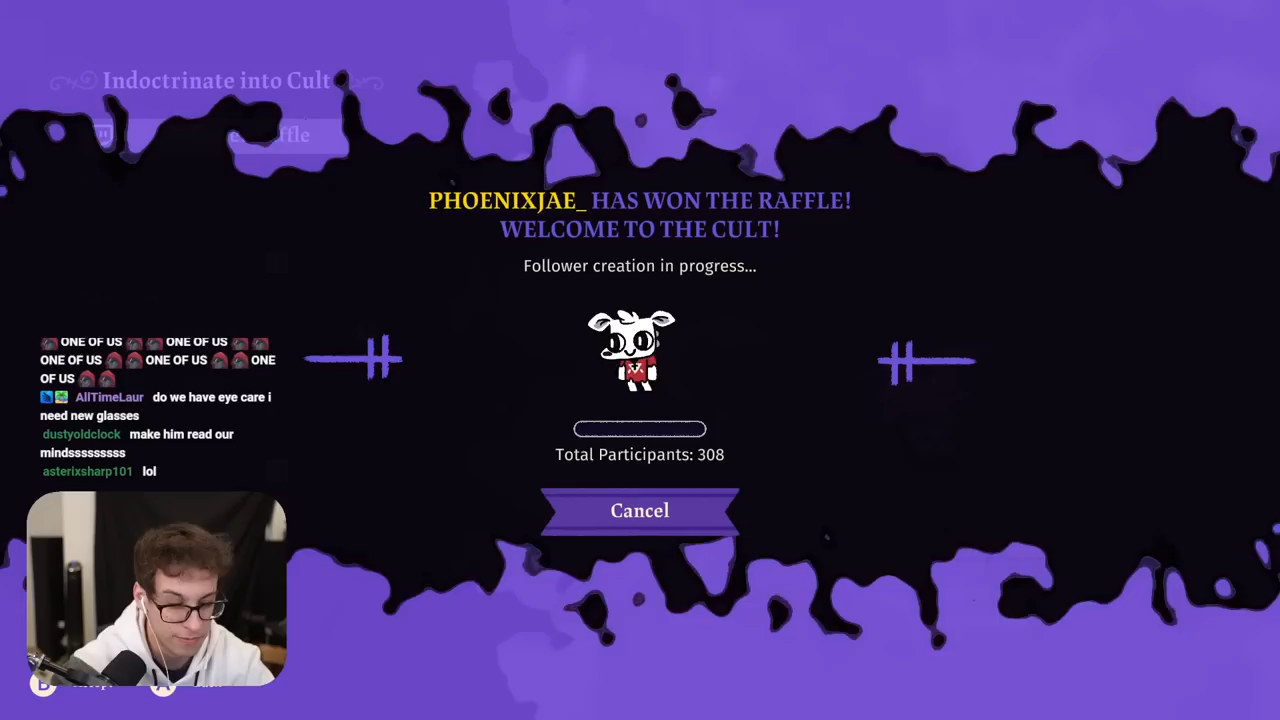 Indoctrinate into Cult
PHOENIXJAE_ HAS WON THE RAFFLE!
WELCOME TO THE CULT!
Follower creation in progress...
ONE OF US ONE OF US
ONE OF US ONE OF US ONE
OF US
AllTimeLaur do we have eye care i
need new glasses
dustyoldclock make him read our
mindsssssssss
asterixsharp101 lol
Total Participants: 308
Cancel
B
A